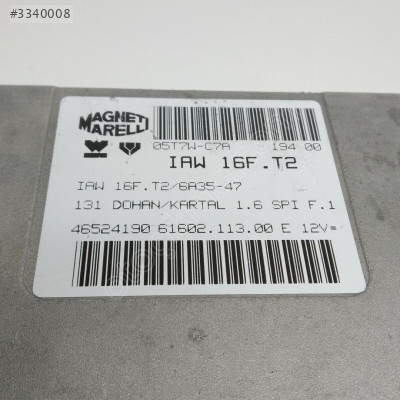 #3340008
MAGNETI
MARELLI
05T7W-C7A 194 00
IAW 16F.T2
IAW 16F.T2/6A35-47
131 DOHAN/KARTAL 1.6 SPI F.1
46524190 61602.113.00 E 12V=